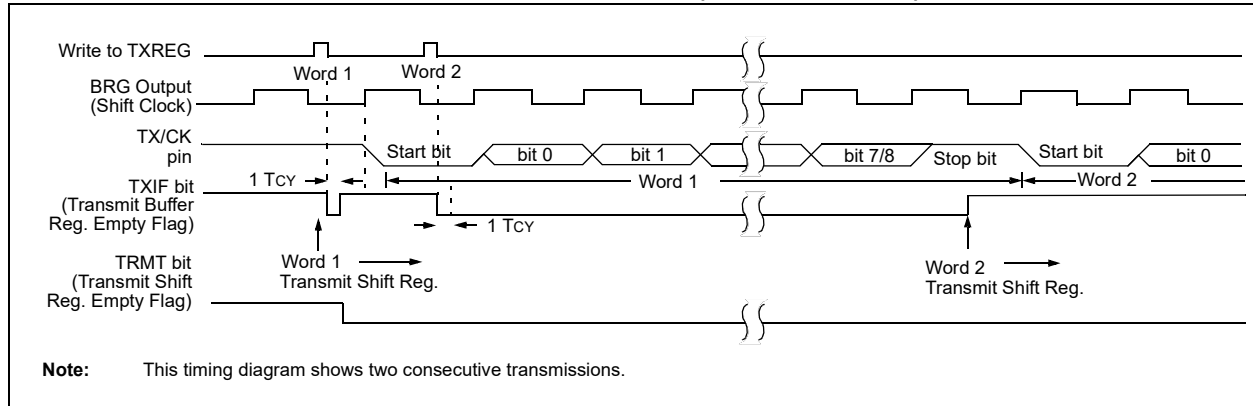 Write to TXREG
Word 1
Word 2
BRG Output
(Shift Clock)
TX/CK
pin
Start bit
bit 0
bit 1
bit 7/8
Stop bit
Start bit
bit 0
1 TCY
Word 1
Word 2
TXIF bit
(Transmit Buffer
Reg. Empty Flag)
1 TCY
Word 1
Transmit Shift Reg.
Word 2
Transmit Shift Reg.
TRMT bit
(Transmit Shift
Reg. Empty Flag)
Note: This timing diagram shows two consecutive transmissions.